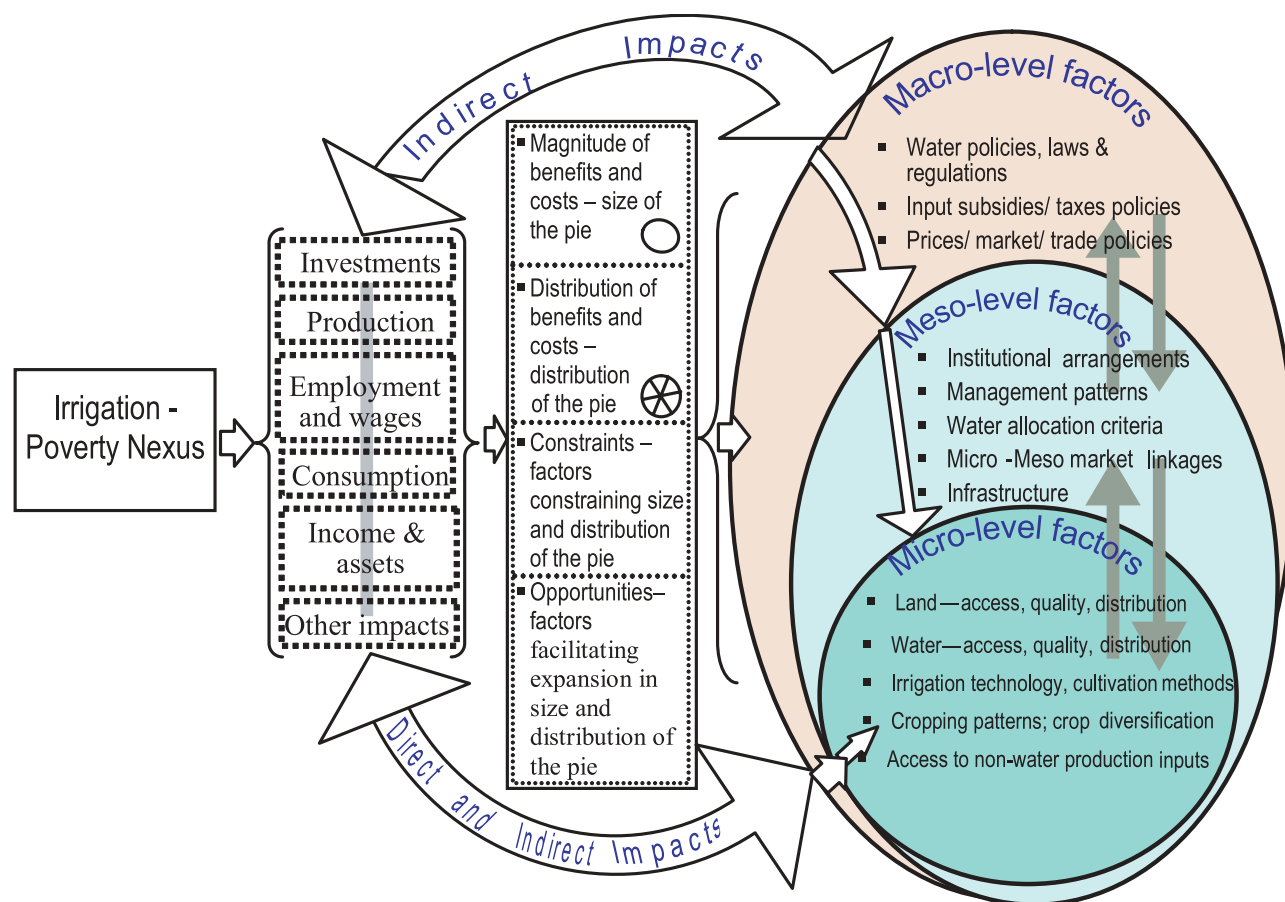 Indirect Impacts
Irrigation -
Poverty Nexus
Investments
Production
Employment
and wages
Consumption
Income &
assets
Other impacts
▪ Magnitude of
benefits and
costs – size of
the pie
▪ Distribution of
benefits and
costs –
distribution
of the pie
▪ Constraints –
factors
constraining size
and distribution
of the pie
▪ Opportunities–
factors
facilitating
expansion in
size and
distribution of
the pie
Direct and Indirect Impacts
Macro-level factors
▪ Water policies, laws &
regulations
▪ Input subsidies/ taxes policies
▪ Prices/ market/ trade policies
Meso-level factors
▪ Institutional arrangements
▪ Management patterns
▪ Water allocation criteria
▪ Micro -Meso market linkages
▪ Infrastructure
Micro-level factors
▪ Land—access, quality, distribution
▪ Water—access, quality, distribution
▪ Irrigation technology, cultivation methods
▪ Cropping patterns; crop diversification
▪ Access to non-water production inputs